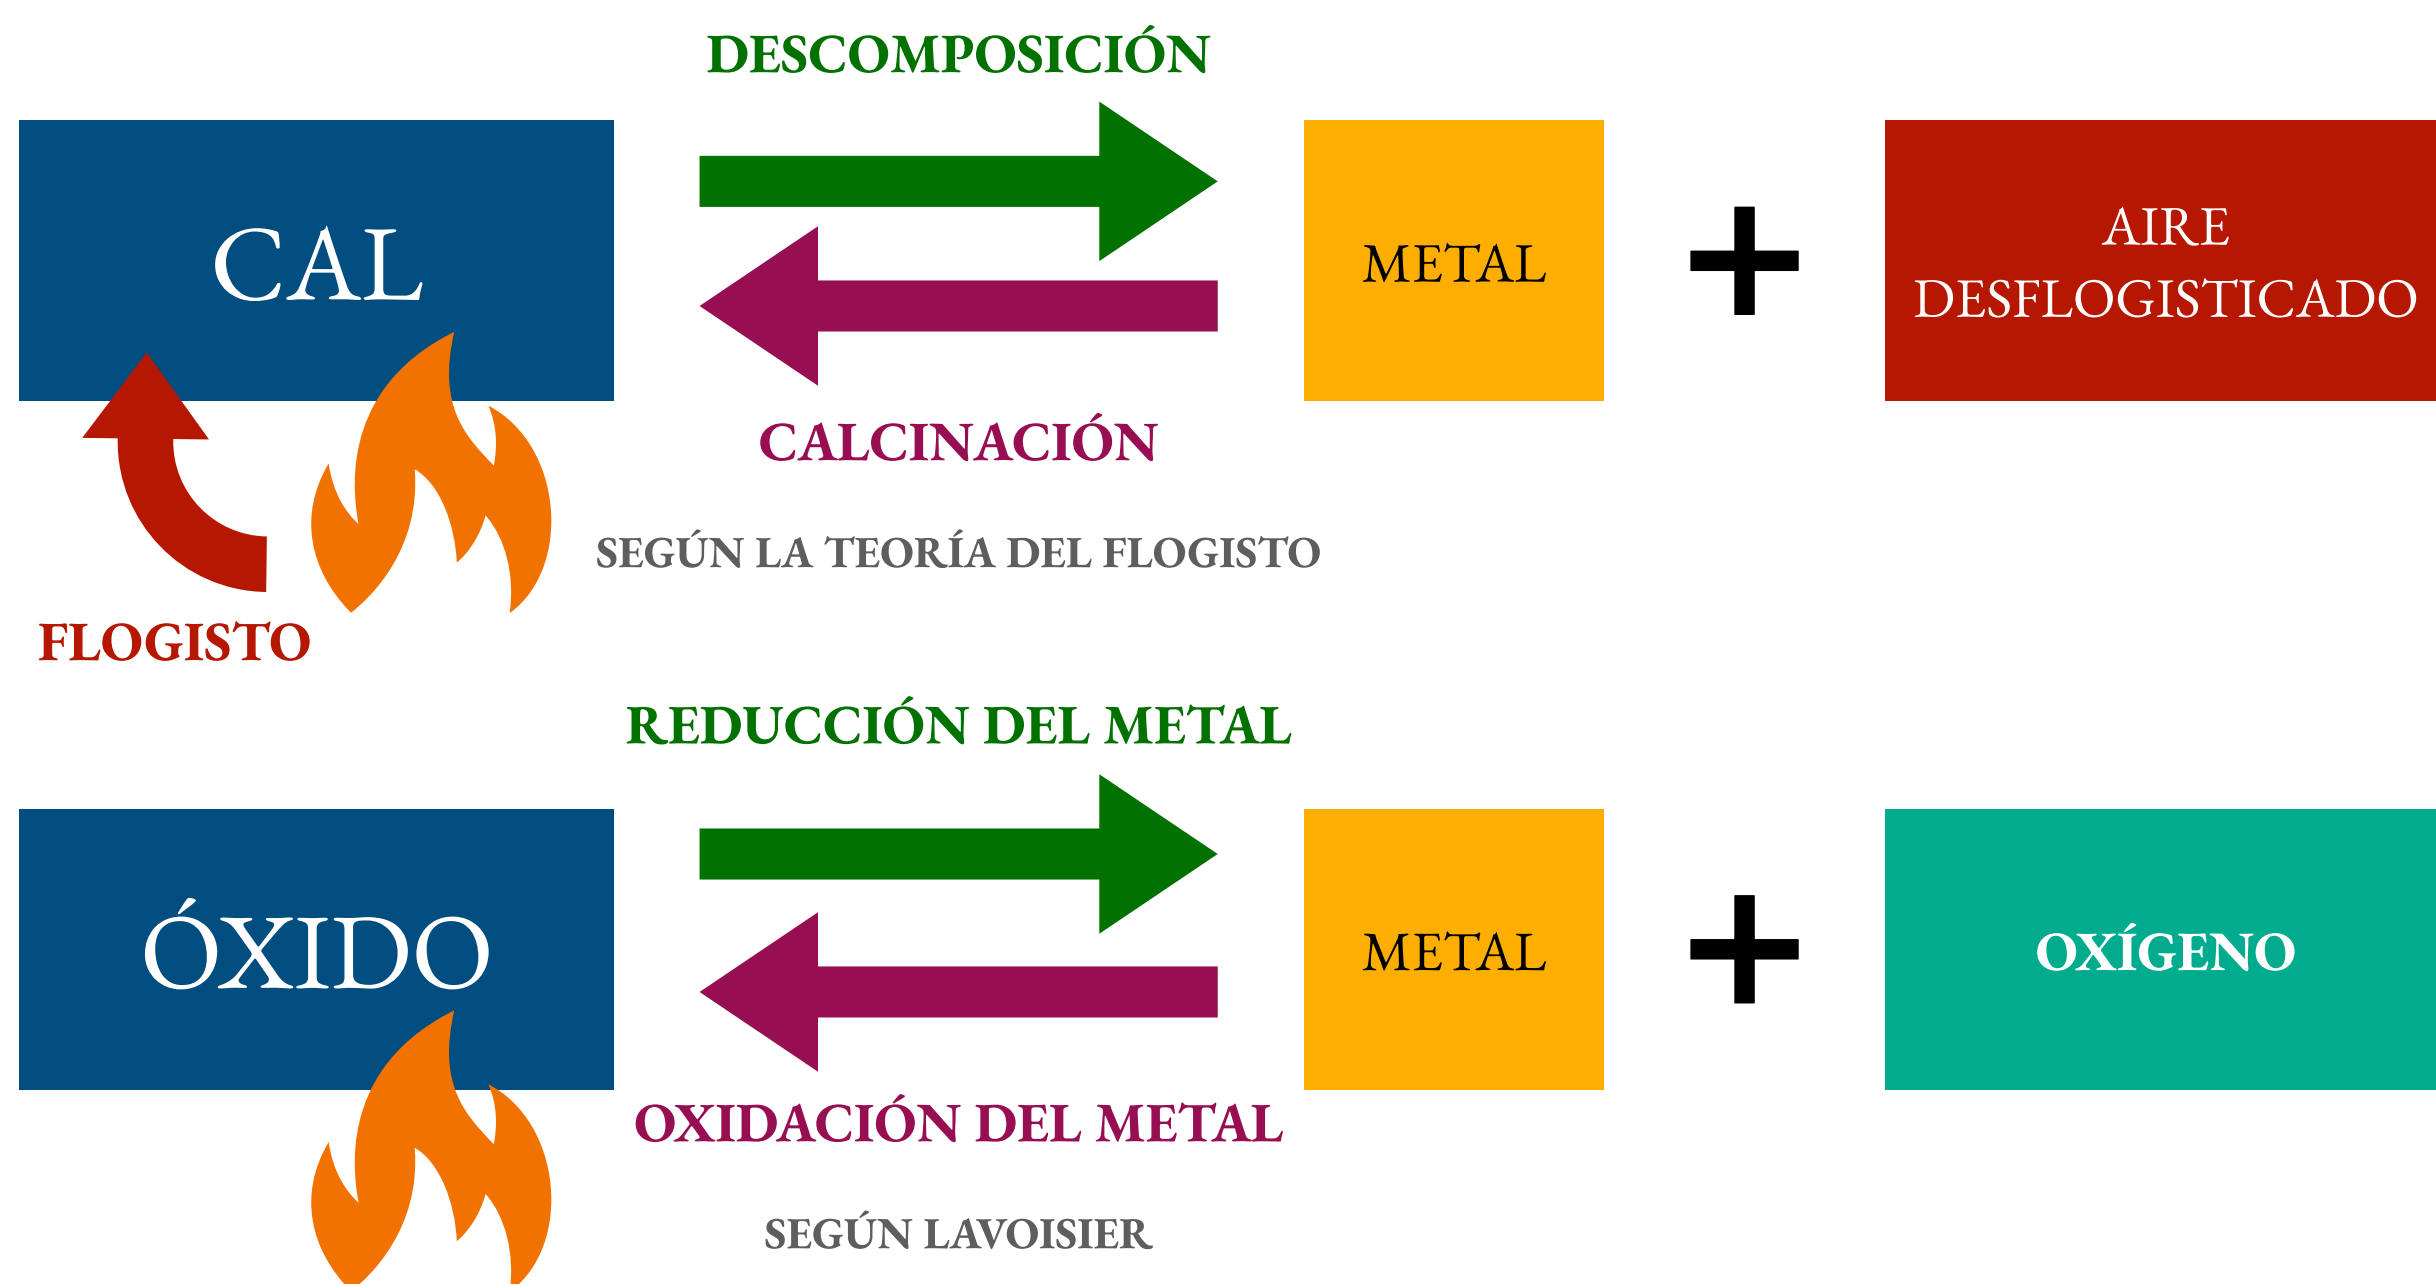 DESCOMPOSICIÓN
CAL
METAL
+
AIRE
DESFLOGISTICADO
CALCINACIÓN
SEGÚN LA TEORÍA DEL FLOGISTO
FLOGISTO
REDUCCIÓN DEL METAL
ÓXIDO
METAL
+
OXÍGENO
OXIDACIÓN DEL METAL
SEGÚN LAVOISIER